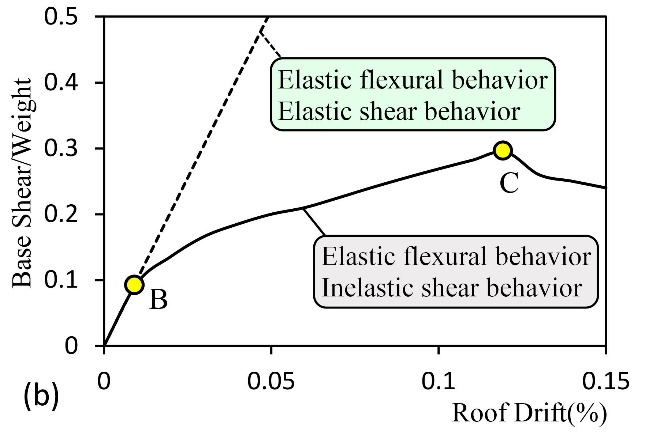 0.5
0.4
0.3
0.2
0.1
0
Base Shear/Weight
Elastic flexural behavior
Elastic shear behavior
C
Elastic flexural behavior
Inelastic shear behavior
B
0
0.05
0.1
0.15
(b)
Roof Drift(%)